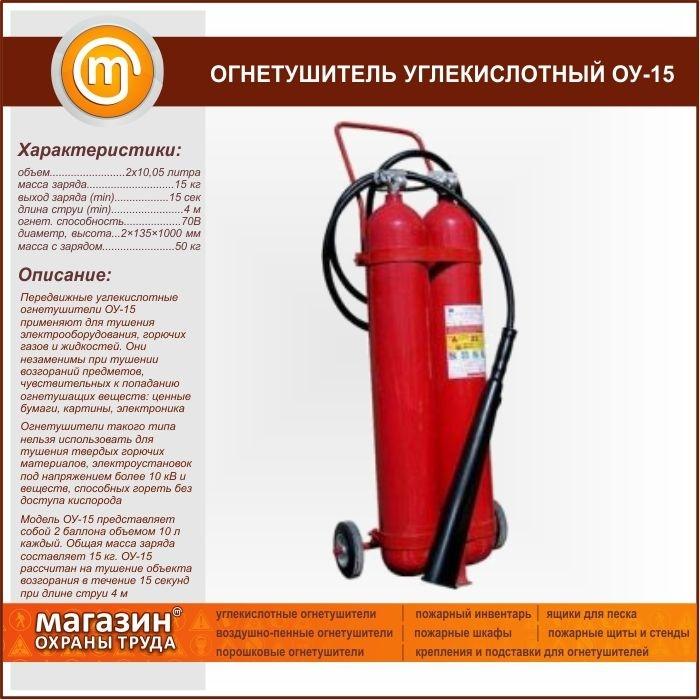 m
ОГНЕТУШИТЕЛЬ УГЛЕКИСЛОТНЫЙ ОУ-15
Характеристики:
объем.........................2x10,05 литра
масса заряда.............................15 кг
выход заряда (min)..................15 сек
длина струи (min)........................4 м
огнет. способность...................70В
диаметр, высота...2×135×1000 мм
масса с зарядом........................50 кг
Описание:
Передвижные углекислотные
огнетушители ОУ-15
применяют для тушения
электрооборудования, горючих
газов и жидкостей. Они
незаменимы при тушении
возгораний предметов,
чувствительных к попаданию
огнетушащих веществ: ценные
бумаги, картины, электроника
Огнетушители такого типа
нельзя использовать для
тушения твердых горючих
материалов, электроустановок
под напряжением более 10 кВ и
веществ, способных гореть без
доступа кислорода
Модель ОУ-15 представляет
собой 2 баллона объемом 10 л
каждый. Общая масса заряда
составляет 15 кг. ОУ-15
рассчитан на тушение объекта
возгорания в течение 15 секунд
при длине струи 4 м
магазин
ОХРАНЫ ТРУДА
углекислотные огнетушители | пожарный инвентарь | ящики для песка
воздушно-пенные огнетушители | пожарные шкафы | пожарные щиты и стенды
порошковые огнетушители | крепления и подставки для огнетушителей